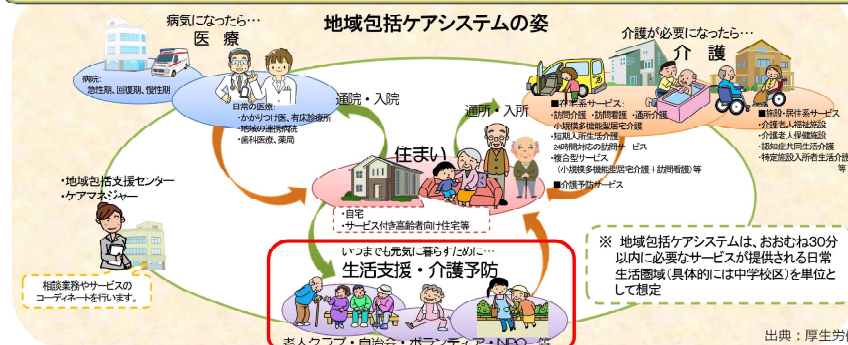 地域包括ケアシステムの姿
病気になったら…
医 療
病院:
急性期、回復期、慢性期
日常の医療:
・かかりつけ医、有床診療所
・地域の連携病院
・歯科医療、薬局
通院・入院
通所・入所
介護が必要になったら…
介 護
■在宅系サービス:
・訪問介護 ・訪問看護 ・通所介護
・小規模多機能型居宅介護
・短期入所生活介護
・24時間対応の訪問サービス
・複合型サービス
(小規模多機能型居宅介護+訪問看護)等
■介護予防サービス
■施設・居住系サービス
・介護老人福祉施設
・介護老人保健施設
・認知症共同生活介護
・特定施設入所者生活介護
等
住まい
・自宅
・サービス付き高齢者向け住宅等
・地域包括支援センター
・ケアマネジャー
相談業務やサービスの
コーディネートを行います。
いつまでも元気に暮らすために…
生活支援・介護予防
老人クラブ・自治会・ボランティア・NPO 等
※ 地域包括ケアシステムは、おおむね30分
以内に必要なサービスが提供される日常
生活圏域(具体的には中学校区)を単位と
して想定
出典:厚生労